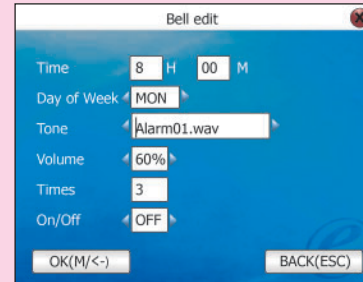 Bell edit
Time 8 H 00 M
Day of Week MON
Tone Alarm01.wav
Volume 60%
Times 3
On/Off OFF
OK(M/<-) BACK(ESC)